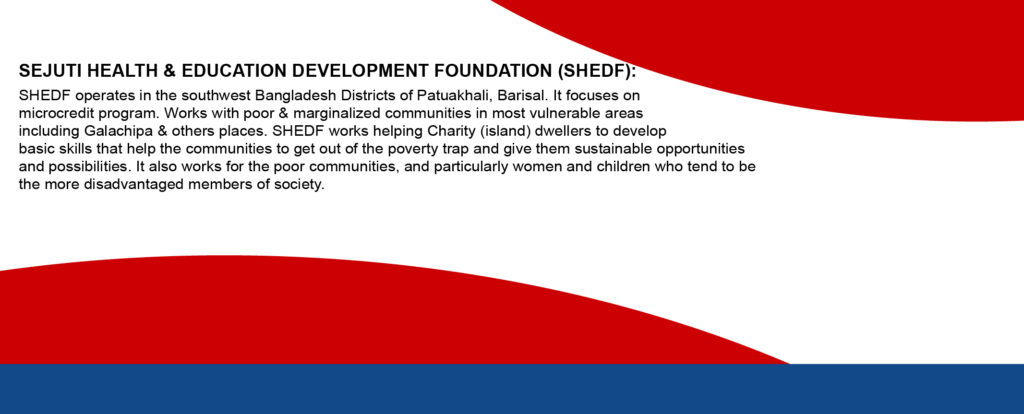 SEJUTI HEALTH & EDUCATION DEVELOPMENT FOUNDATION (SHEDF):
SHEDF operates in the southwest Bangladesh Districts of Patuakhali, Barisal. It focuses on
microcredit program. Works with poor & marginalized communities in most vulnerable areas
including Galachipa & others places. SHEDF works helping Charity (island) dwellers to develop
basic skills that help the communities to get out of the poverty trap and give them sustainable opportunities
and possibilities. It also works for the poor communities, and particularly women and children who tend to be
the more disadvantaged members of society.